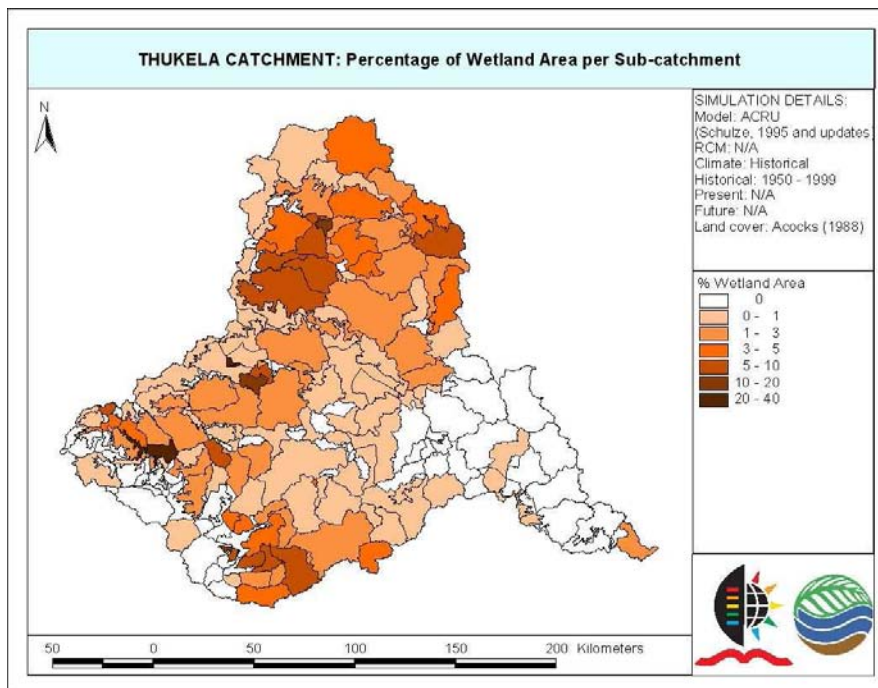 THUKELA CATCHMENT: Percentage of Wetland Area per Sub-catchment
N
SIMULATION DETAILS:
Model: ACRU
(Schulze, 1995 and updates)
RCM: N/A
Climate: Historical
Historical: 1950 - 1999
Present: N/A
Future: N/A
Land cover: Acocks (1988)
% Wetland Area
0
0 - 1
1 - 3
3 - 5
5 - 10
10 - 20
20 - 40
50 0 50 100 150 200 Kilometers